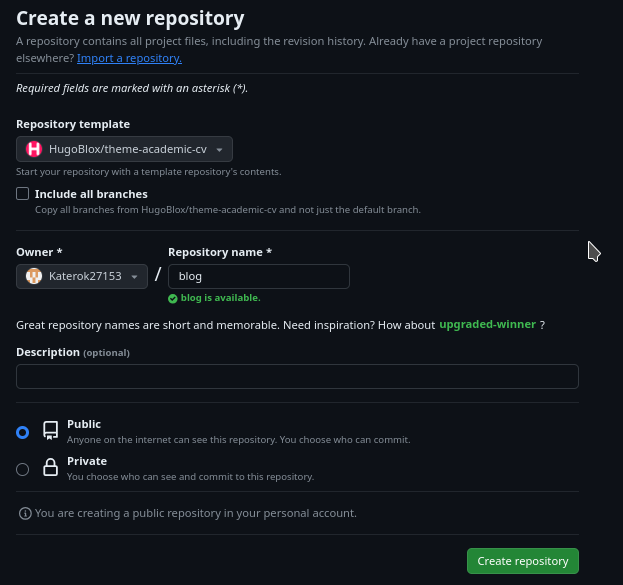 Create a new repository
A repository contains all project files, including the revision history. Already have a project repository
elsewhere? Import a repository.
Required fields are marked with an asterisk (*).
Repository template
HugoBlox/theme-academic-cv
Start your repository with a template repository's contents.
Include all branches
Copy all branches from HugoBlox/theme-academic-cv and not just the default branch.
Owner * Repository name *
Katerok27153 / blog
blog is available.
Great repository names are short and memorable. Need inspiration? How about upgraded-winner ?
Description (optional)
Public
Anyone on the internet can see this repository. You choose who can commit.
Private
You choose who can see and commit to this repository.
You are creating a public repository in your personal account.
Create repository